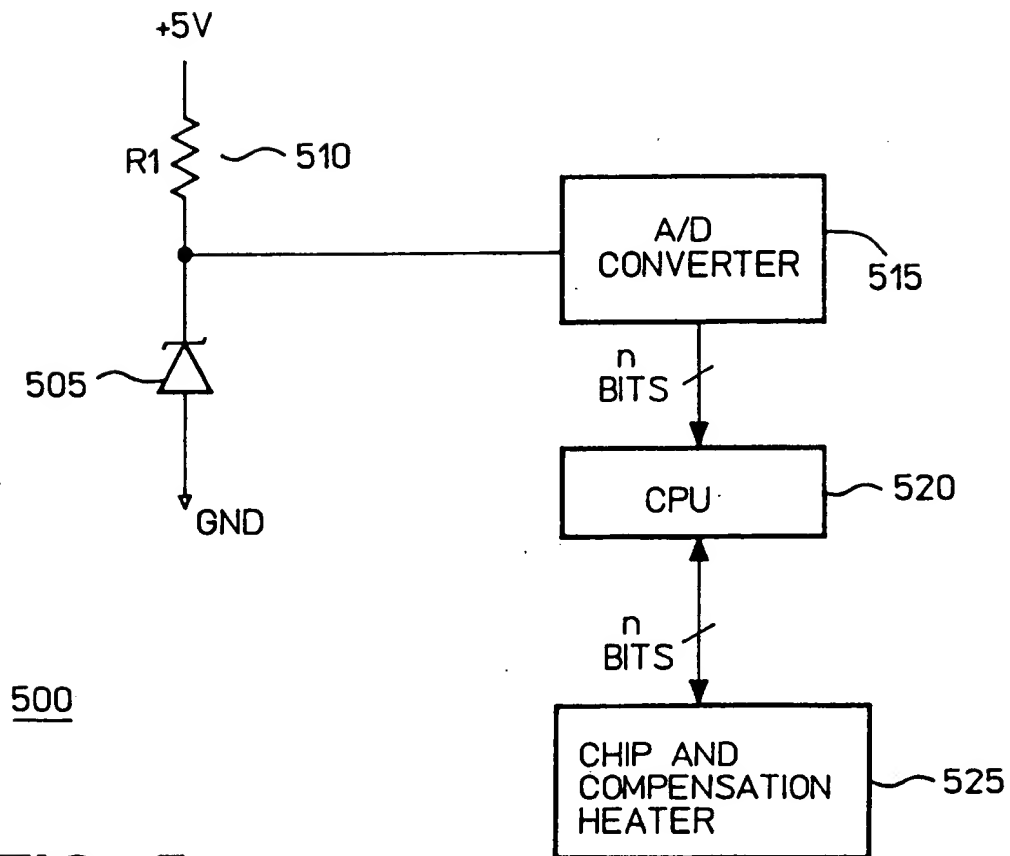 +5V
R1
510
A/D
CONVERTER
515
505
n
BITS
GND
CPU
520
n
BITS
500
CHIP AND
COMPENSATION
HEATER
525